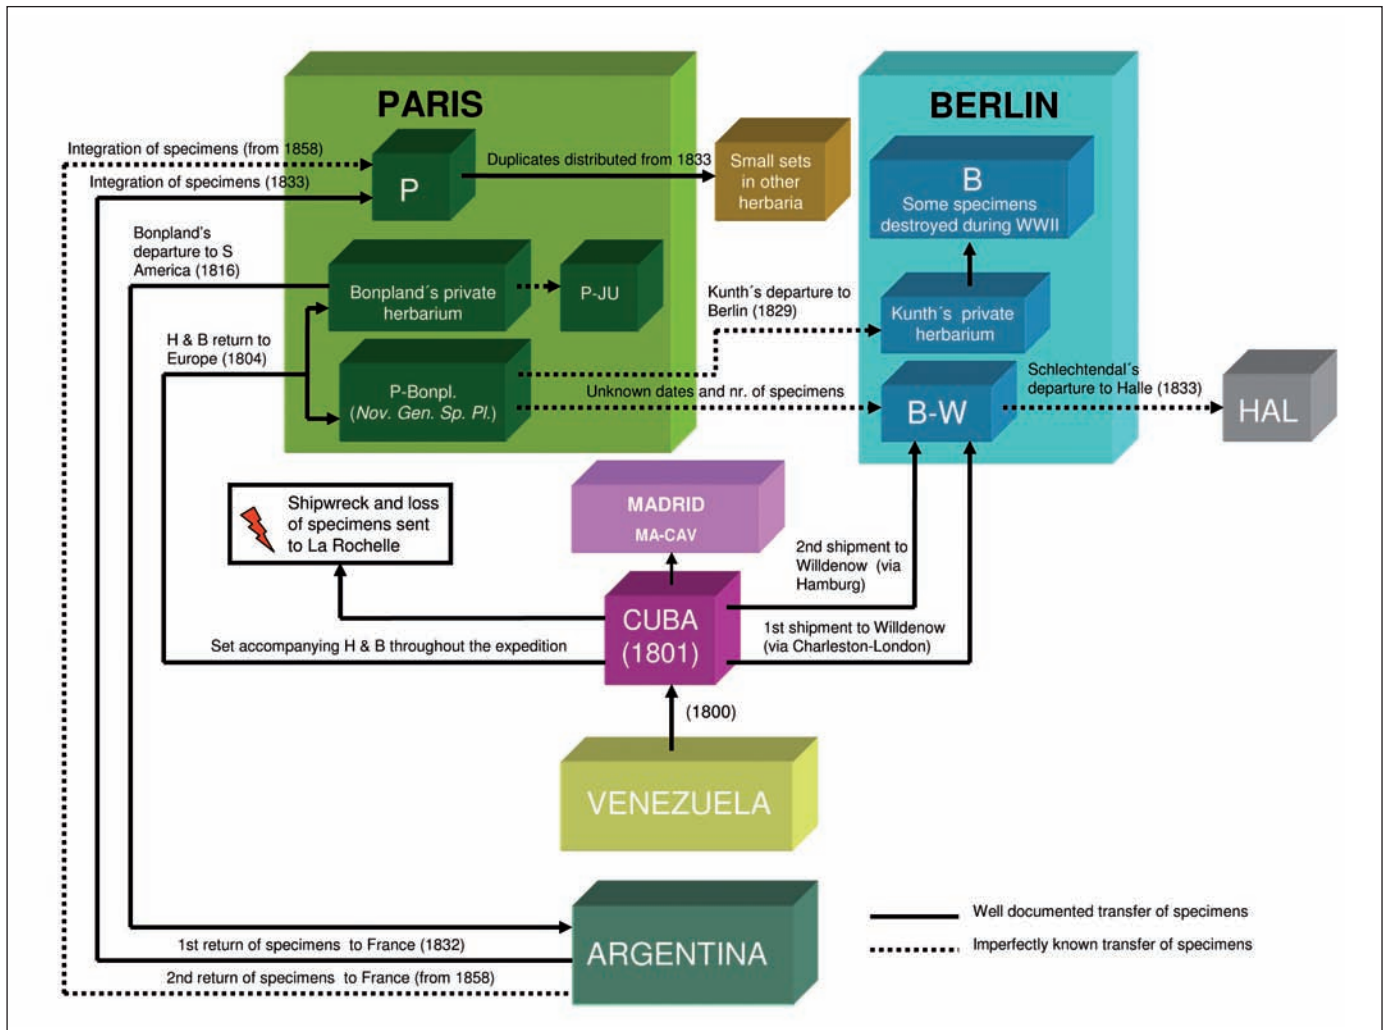 PARIS
BERLIN
Integration of specimens (from 1858)
Integration of specimens (1833)
P
Duplicates distributed from 1833
Small sets
in other
herbaria
B
Some specimens
destroyed during WWII
Bonpland´s
departure to S
America (1816)
Bonpland´s private
herbarium
P-JU
Kunth´s departure to
Berlin (1829)
Kunth´s private
herbarium
H & B return to
Europe (1804)
P-Bonpl.
(Nov. Gen. Sp. Pl.)
Unknown dates and nr. of specimens
B-W
Schlechtendal´s
departure to Halle (1833)
HAL
Shipwreck and loss
of specimens sent
to La Rochelle
MADRID
MA-CAV
2nd shipment to
Willdenow (via
Hamburg)
CUBA
(1801)
Set accompanying H & B throughout the expedition
1st shipment to Willdenow
(via Charleston-London)
(1800)
VENEZUELA
1st return of specimens to France (1832)
2nd return of specimens to France (from 1858)
ARGENTINA
Well documented transfer of specimens
Imperfectly known transfer of specimens